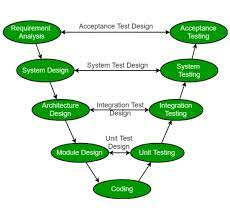 Requirement
Analysis
Acceptance Test Design
Acceptance
Testing
System Design
System Test Design
System
Testing
Architecture
Design
Integration Test
Design
Integration
Testing
Module Design
Unit Test
Design
Unit Testing
Coding